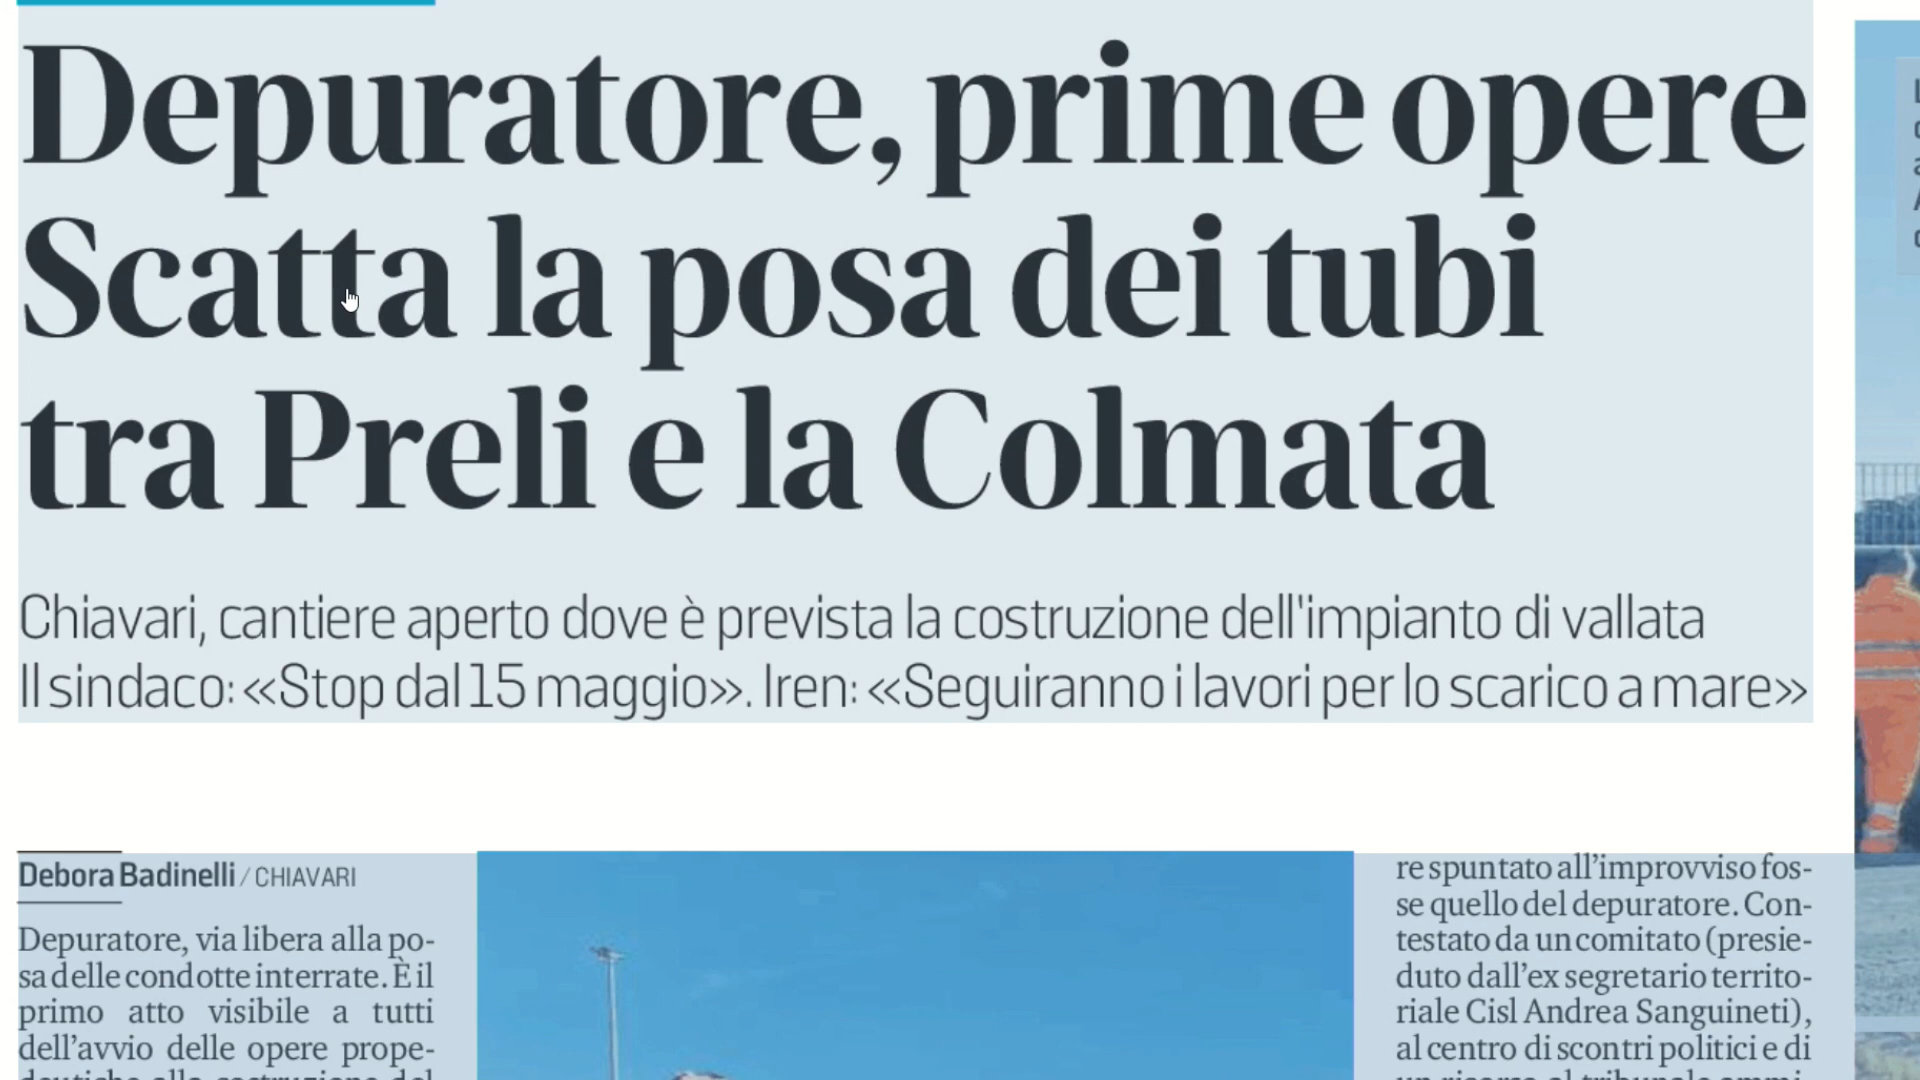 Depuratore, prime opere
Scatta la posa dei tubi
tra Preli e la Colmata
Chiavari, cantiere aperto dove è prevista la costruzione dell'impianto di vallata
Il sindaco: «Stop dal 15 maggio». Iren: «Seguiranno i lavori per lo scarico a mare»
Debora Badinelli / CHIAVARI
Depuratore, via libera alla po-
sa delle condotte interrate. È il
primo atto visibile a tutti
dell’avvio delle opere prope-
re spuntato all’improvviso fos-
se quello del depuratore. Con-
testato da un comitato (presie-
duto dall’ex segretario territo-
riale Cisl Andrea Sanguineti),
al centro di scontri politici e di